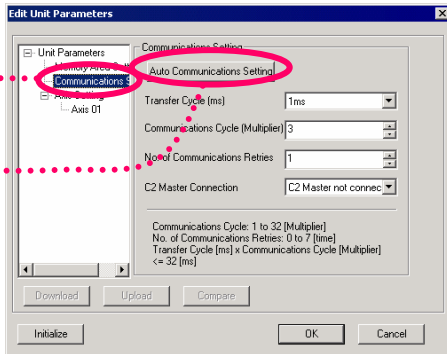 Edit Unit Parameters
Unit Parameters
Memory Area Sett
Communications S
Axis Setting
Axis 01
Communications Setting
Auto Communications Setting
Transfer Cycle (ms) 1ms
Communications Cycle (Multiplier) 3
No. of Communications Retries 1
C2 Master Connection C2 Master not connec
Communications Cycle: 1 to 32 [Multiplier]
No. of Communications Retries: 0 to 7 [time]
Transfer Cycle [ms] x Communications Cycle [Multiplier]
<= 32 [ms]
Download Upload Compare
Initialize OK Cancel